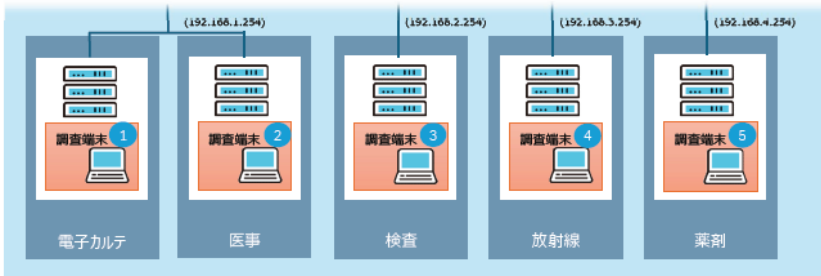 (192.168.1.254)
(192.168.2.254)
(192.168.3.254)
(192.168.4.254)
調査端末 1
調査端末 2
調査端末 3
調査端末 4
調査端末 5
電子カルテ
医事
検査
放射線
薬剤